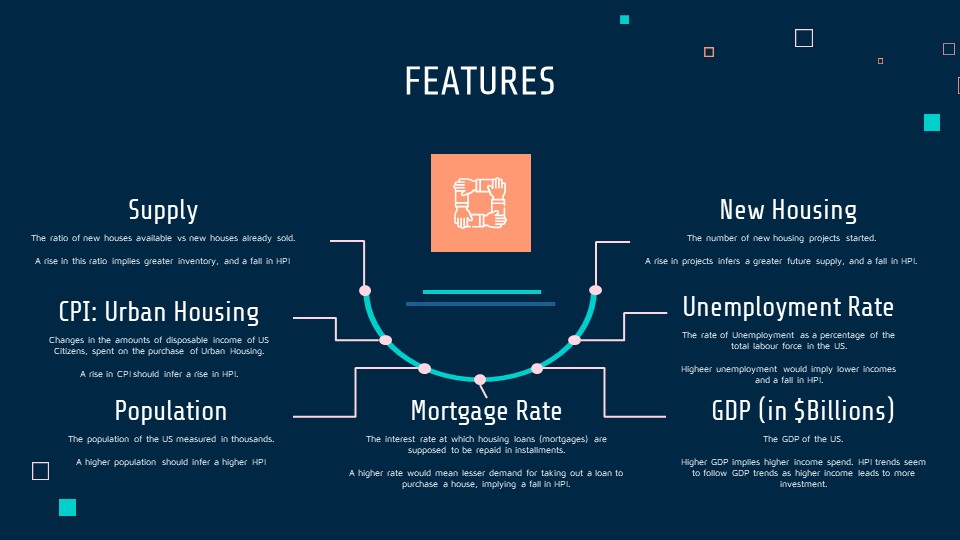 FEATURES
Supply
The ratio of new houses available vs new houses already sold.
A rise in this ratio implies greater inventory, and a fall in HPI
New Housing
The number of new housing projects started.
A rise in projects infers a greater future supply, and a fall in HPI.
CPI: Urban Housing
Changes in the amounts of disposable income of US
Citizens, spent on the purchase of Urban Housing.
A rise in CPI should infer a rise in HPI.
Unemployment Rate
The rate of Unemployment as a percentage of the
total labour force in the US.
Higheer unemployment would imply lower incomes
and a fall in HPI.
Population
The population of the US measured in thousands.
A higher population should infer a higher HPI
Mortgage Rate
The interest rate at which housing loans (mortgages) are
supposed to be repaid in installments.
A higher rate would mean lesser demand for taking out a loan to
purchase a house, implying a fall in HPI.
GDP (in $Billions)
The GDP of the US.
Higher GDP implies higher income spend. HPI trends seem
to follow GDP trends as higher income leads to more
investment.